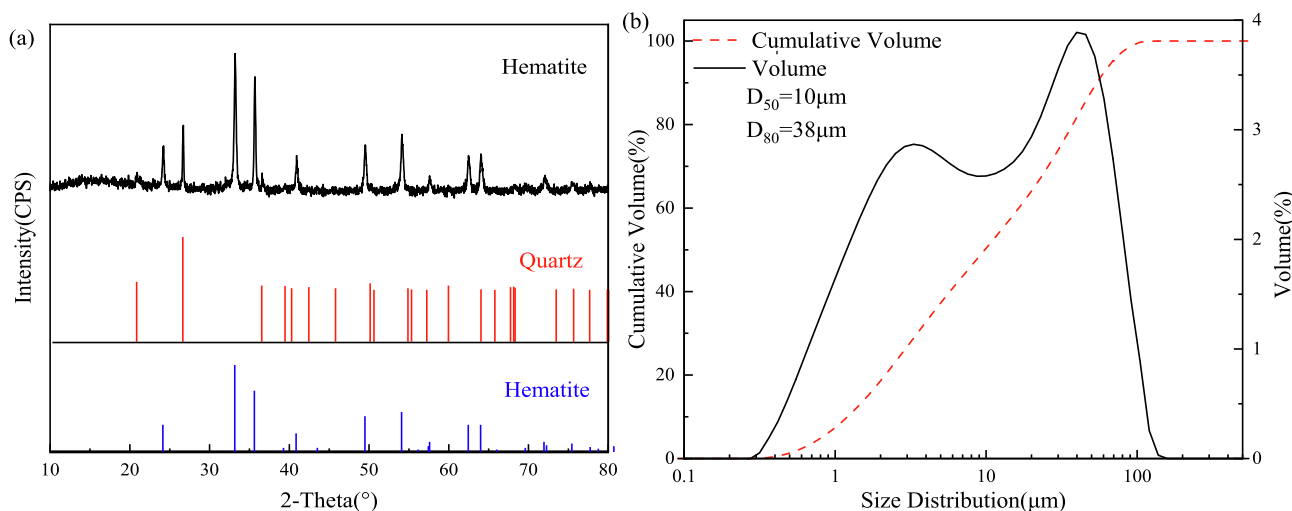 (a)
Hematite
Quartz
Hematite
Intensity(CPS)
10 20 30 40 50 60 70 80
2-Theta(°)
(b)
Cumulative Volume
Volume
D₅₀=10μm
D₈₀=38μm
100
80
60
40
20
0
Cumulative Volume(%)
4
3
2
1
0
Volume(%)
0.1 1 10 100
Size Distribution(μm)